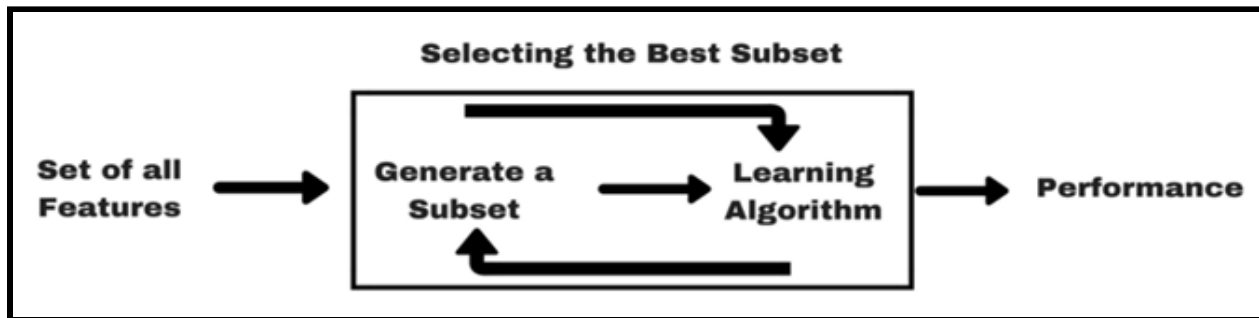 Selecting the Best Subset
Set of all
Features
Generate a
Subset
Learning
Algorithm
Performance